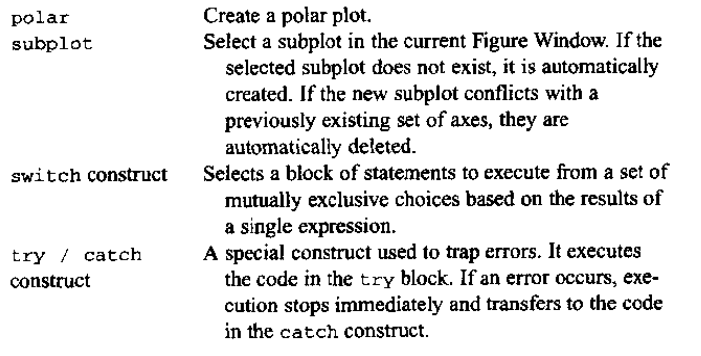 polar Create a polar plot.
subplot Select a subplot in the current Figure Window. If the
selected subplot does not exist, it is automatically
created. If the new subplot conflicts with a
previously existing set of axes, they are
automatically deleted.
switch construct Selects a block of statements to execute from a set of
mutually exclusive choices based on the results of
a single expression.
try / catch A special construct used to trap errors. It executes
construct the code in the try block. If an error occurs, exe-
cution stops immediately and transfers to the code
in the catch construct.